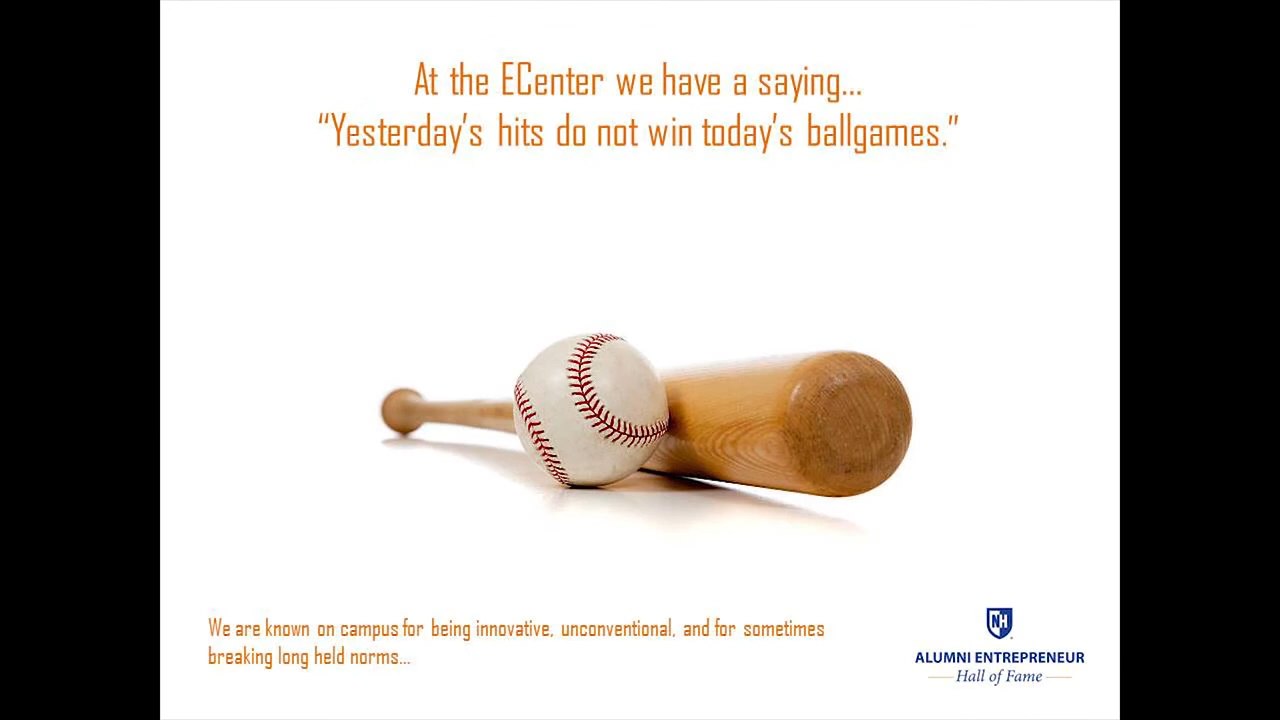 At the ECenter we have a saying...
“Yesterday’s hits do not win today’s ballgames.”
We are known on campus for being innovative, unconventional, and for sometimes
breaking long held norms...
NH
ALUMNI ENTREPRENEUR
Hall of Fame